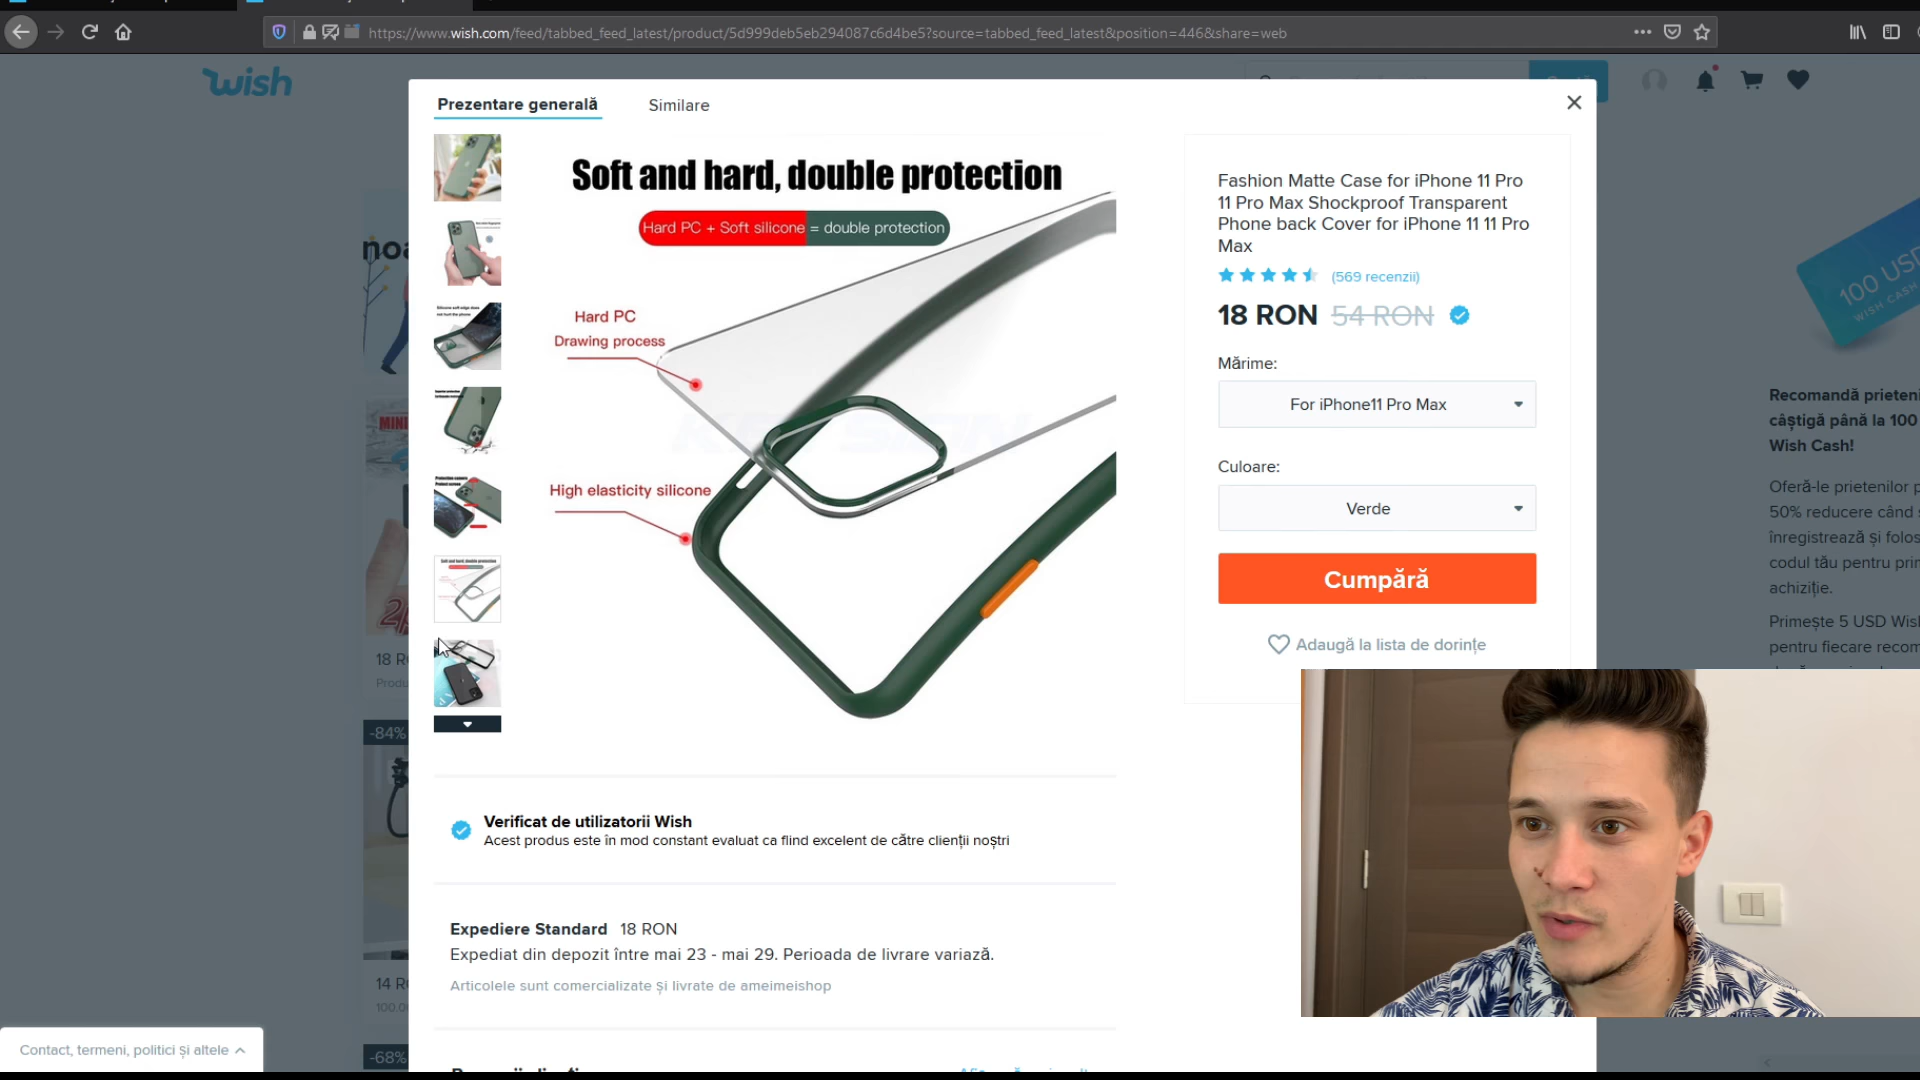 https://www.wish.com/feed/tabbed_feed_latest/product/5d999deb5eb294087c6d4be5?source=tabbed_feed_latest&position=446&share=web
wish
Prezentare generală
Similare
Soft and hard, double protection
Hard PC + Soft silicone = double protection
Hard PC
Drawing process
High elasticity silicone
Fashion Matte Case for iPhone 11 Pro
11 Pro Max Shockproof Transparent
Phone back Cover for iPhone 11 11 Pro
Max
(569 recenzii)
18 RON 54 RON
Mărime:
For iPhone11 Pro Max
Culoare:
Verde
Cumpără
Adaugă la lista de dorințe
Verificat de utilizatorii Wish
Acest produs este în mod constant evaluat ca fiind excelent de către clienții noștri
Expediere Standard 18 RON
Expediat din depozit între mai 23 - mai 29. Perioada de livrare variază.
Articolele sunt comercializate și livrate de ameimeishop
100 USD
WISH CASH
Recomandă prieteni
câștigă până la 100
Wish Cash!
Oferă-le prietenilor
50% reducere când
înregistrează și
codul tău pentru
achiziție.
Primește 5 USD
pentru fiecare
MINI
18
-84%
14
-68%
Contact, termeni, politici și altele